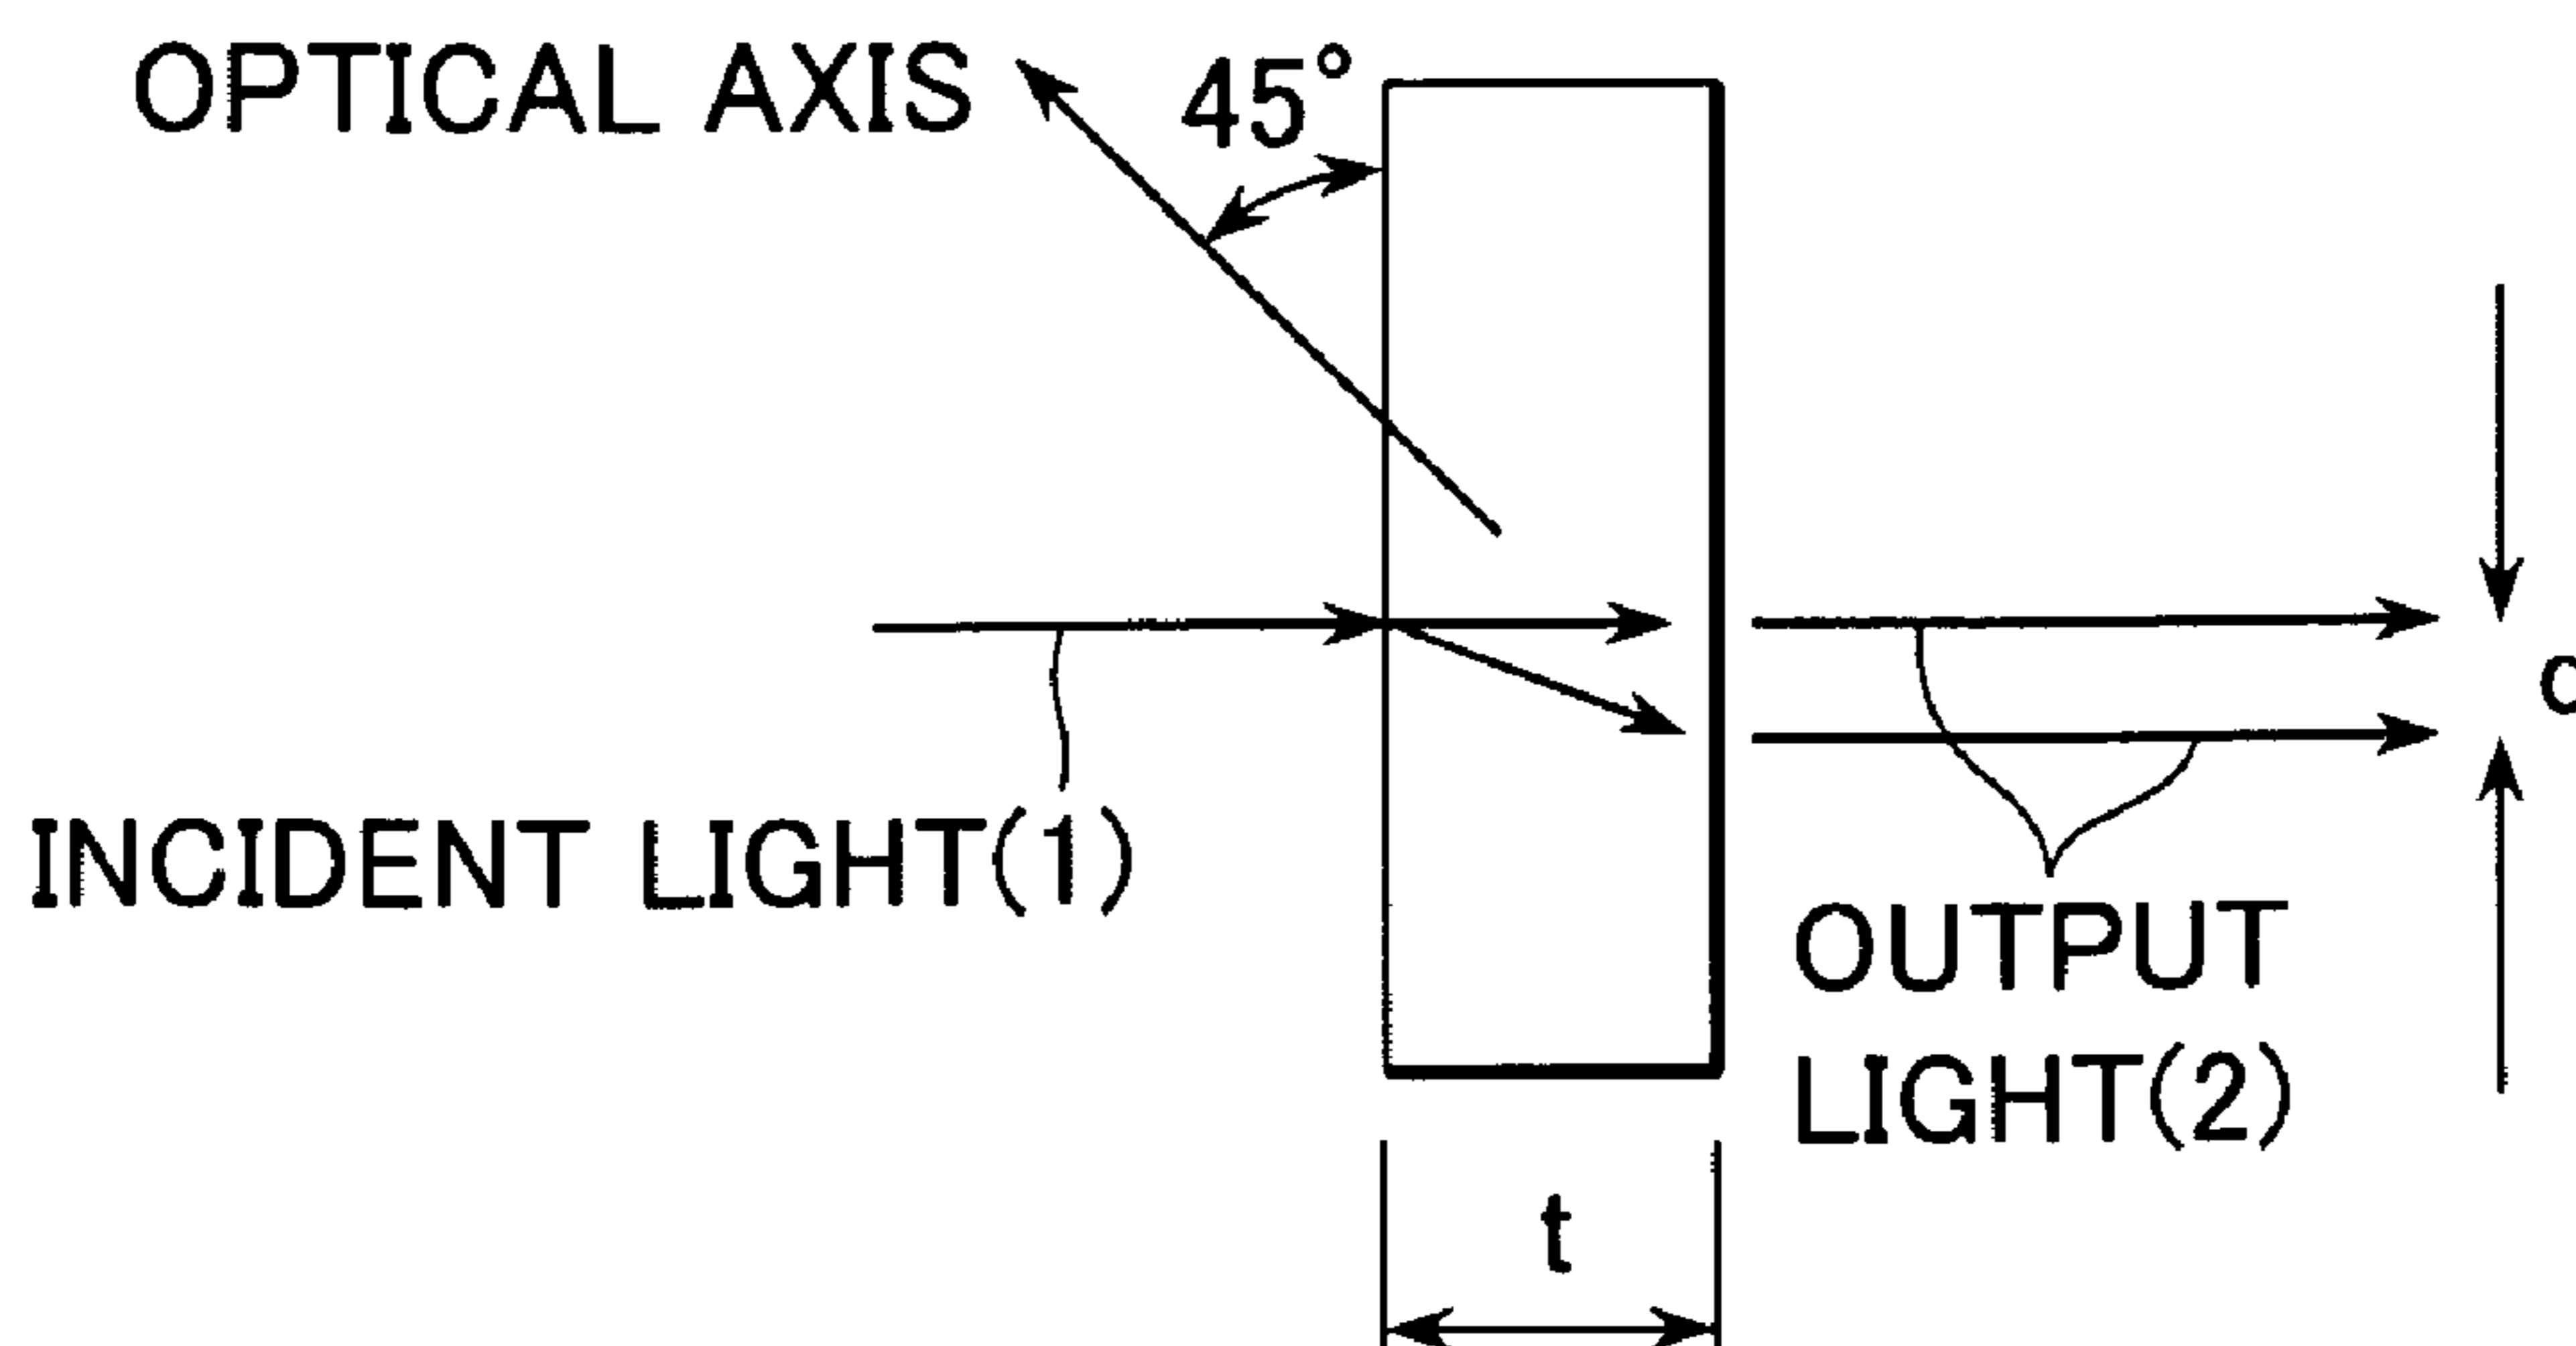 OPTICAL AXIS
45°
INCIDENT LIGHT(1)
OUTPUT
LIGHT(2)
t